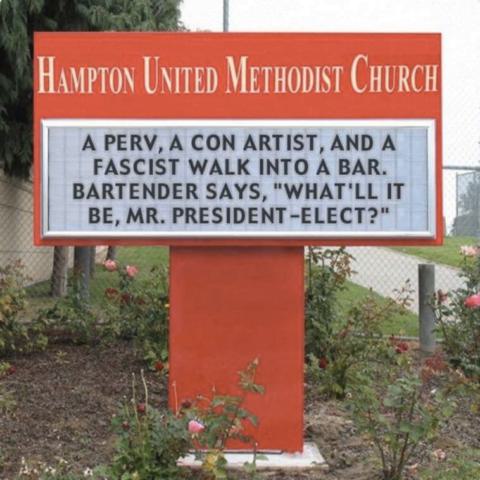 HAMPTON UNITED METHODIST CHURCH
A PERV, A CON ARTIST, AND A
FASCIST WALK INTO A BAR.
BARTENDER SAYS, "WHAT'LL IT
BE, MR. PRESIDENT-ELECT?"